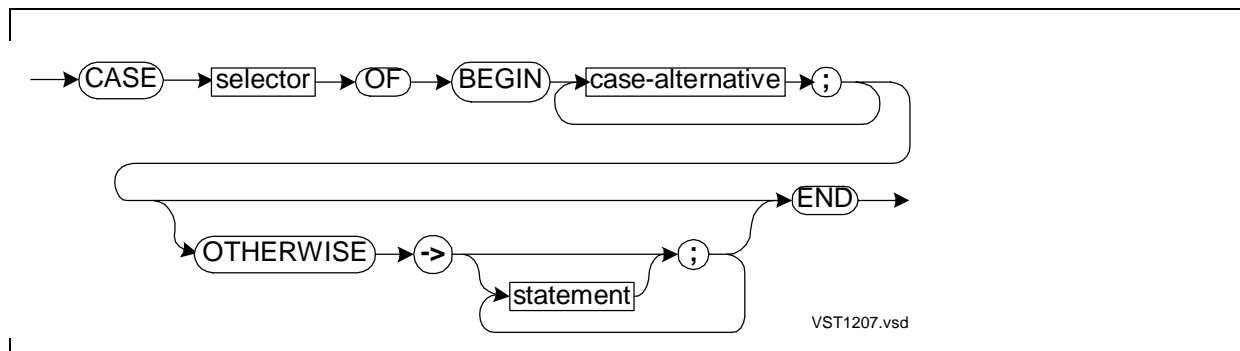 CASE selector OF BEGIN case-alternative ;
OTHERWISE -> ; END
statement
VST1207.vsd